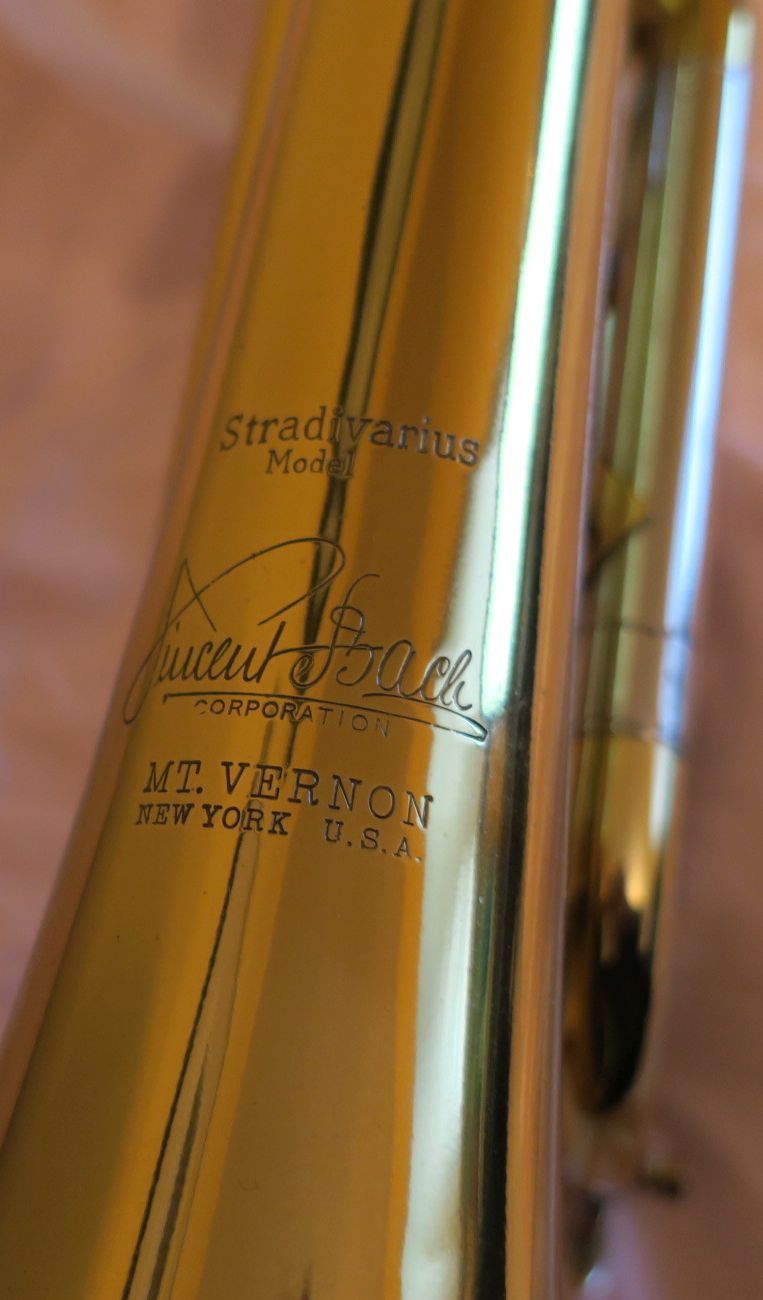 Stradivarius
Model
Vincent Bach
CORPORATION
MT. VERNON
NEW YORK U.S.A.